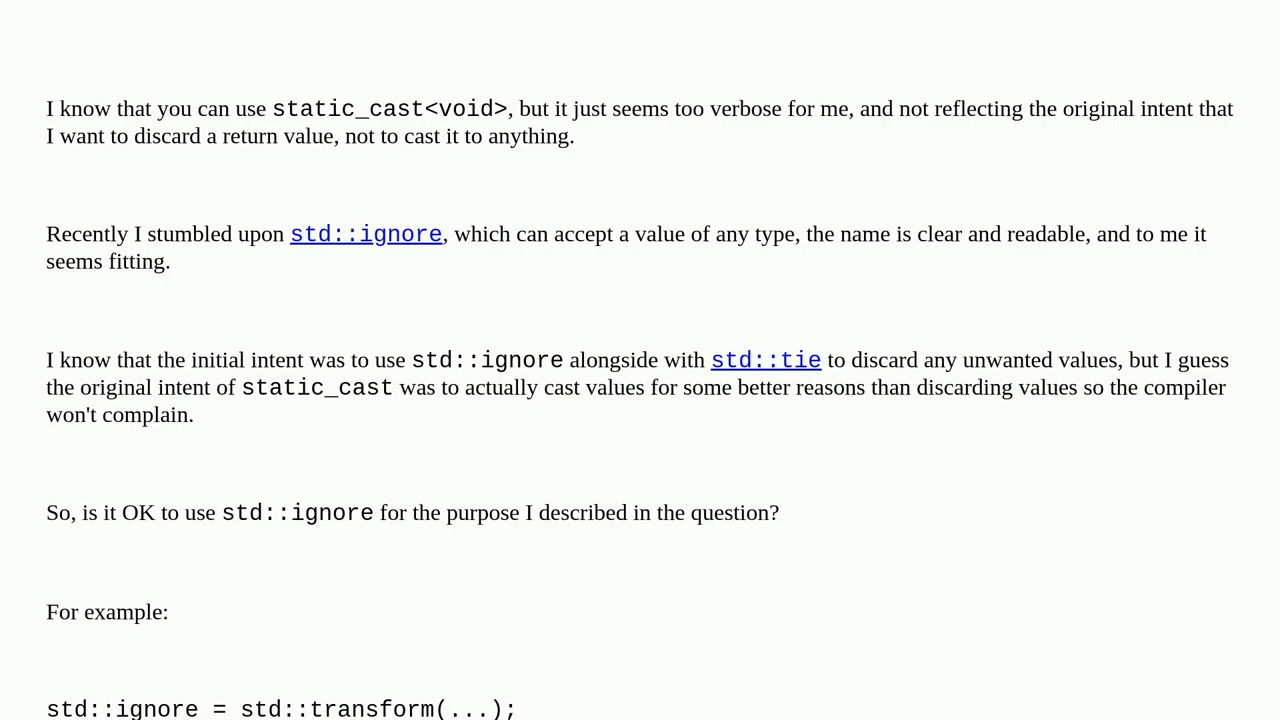 I know that you can use static_cast<void>, but it just seems too verbose for me, and not reflecting the original intent that
I want to discard a return value, not to cast it to anything.
Recently I stumbled upon std::ignore, which can accept a value of any type, the name is clear and readable, and to me it
seems fitting.
I know that the initial intent was to use std::ignore alongside with std::tie to discard any unwanted values, but I guess
the original intent of static_cast was to actually cast values for some better reasons than discarding values so the compiler
won't complain.
So, is it OK to use std::ignore for the purpose I described in the question?
For example:
std::ignore = std::transform(...);